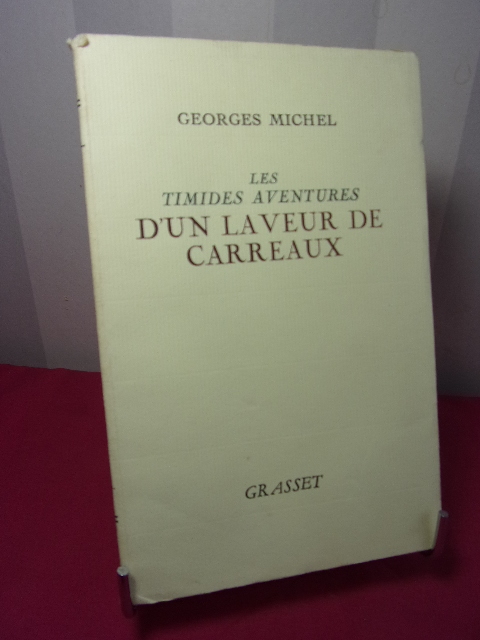 GEORGES MICHEL
LES
TIMIDES AVENTURES
D'UN LAVEUR DE
CARREAUX
GRASSET